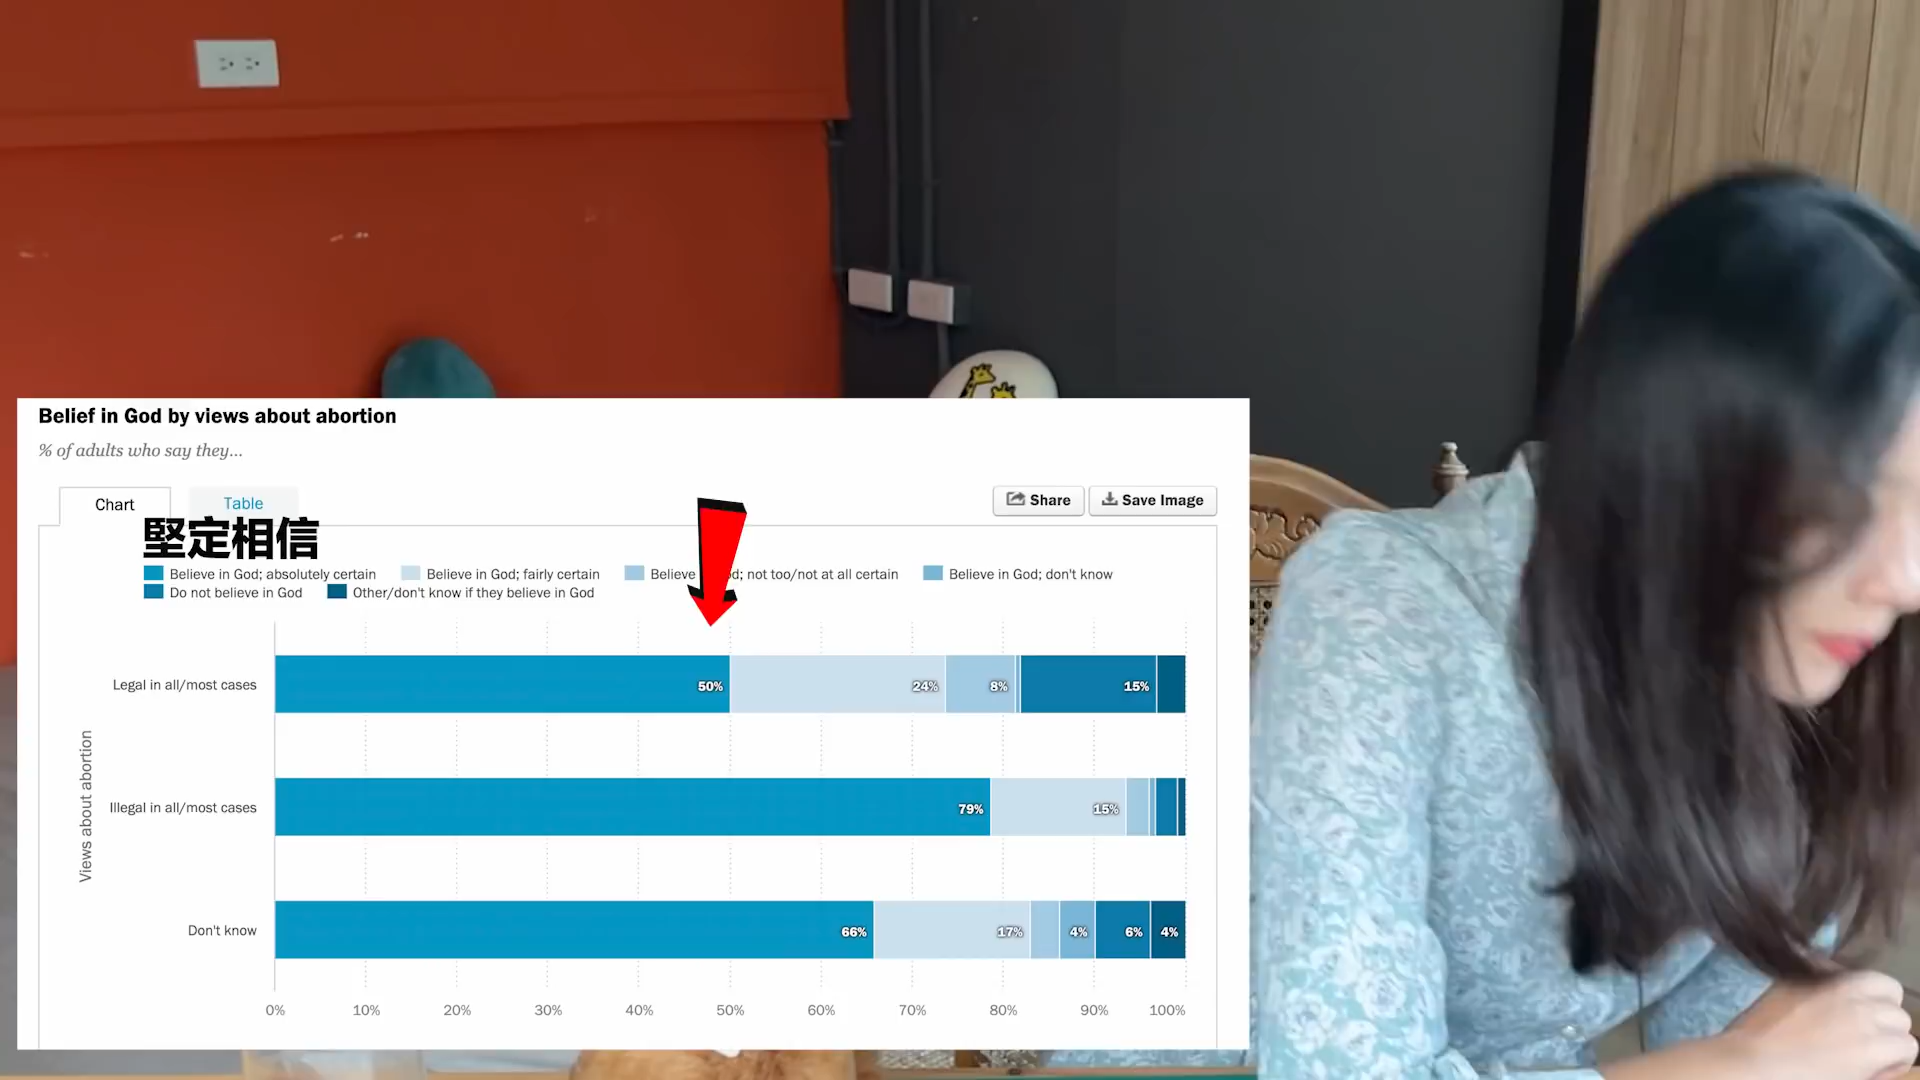 Belief in God by views about abortion
% of adults who say they...
Chart
Table
Share
Save Image
堅定相信
Believe in God; absolutely certain
Believe in God; fairly certain
Believe d; not too/not at all certain
Believe in God; don't know
Do not believe in God
Other/don't know if they believe in God
Views about abortion
Legal in all/most cases
50%
24%
8%
15%
Illegal in all/most cases
79%
15%
Don't know
66%
17%
4%
6%
4%
0%
10%
20%
30%
40%
50%
60%
70%
80%
90%
100%